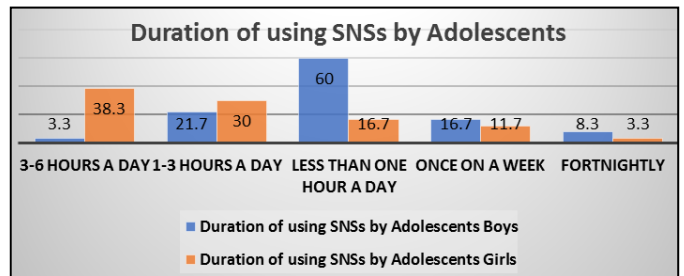 Duration of using SNSs by Adolescents
60
38.3
30
21.7
16.7
16.7
11.7
8.3
3.3
3.3
3-6 HOURS A DAY
1-3 HOURS A DAY
LESS THAN ONE
HOUR A DAY
ONCE ON A WEEK
FORTNIGHTLY
Duration of using SNSs by Adolescents Boys
Duration of using SNSs by Adolescents Girls